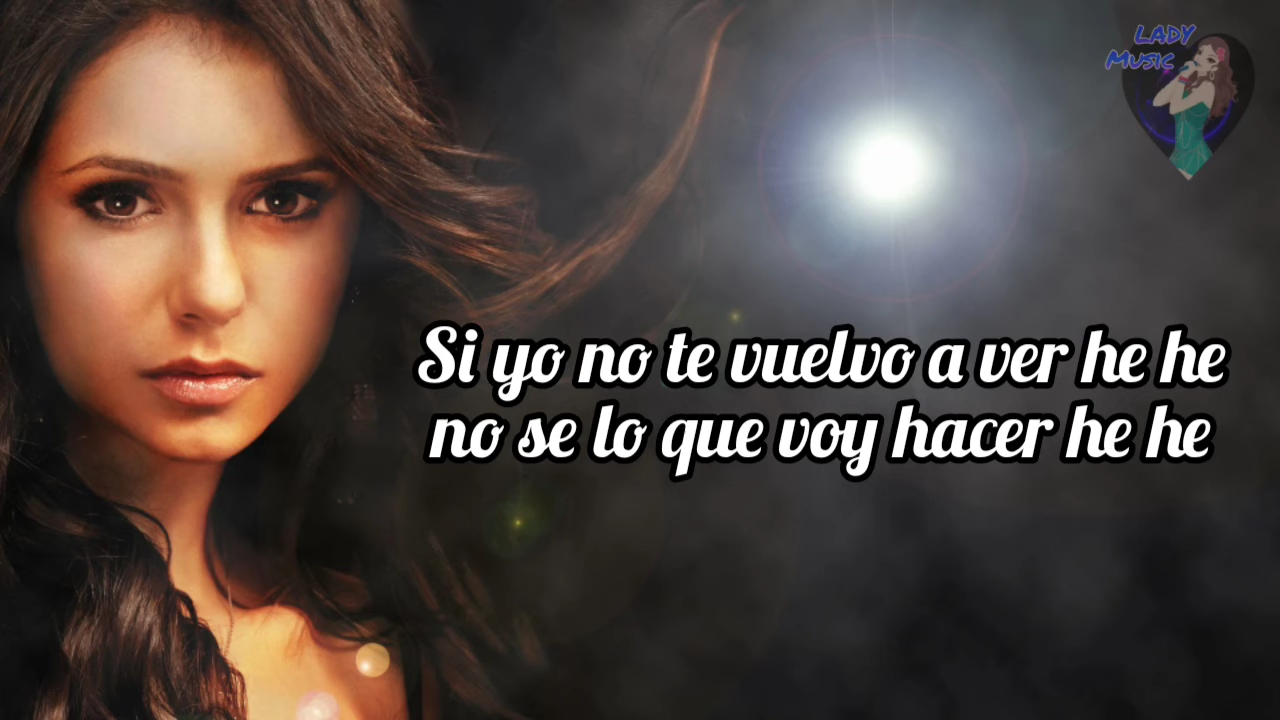 LADY
MUSIC
Si yo no te vuelvo a ver he he
no se lo que voy hacer he he